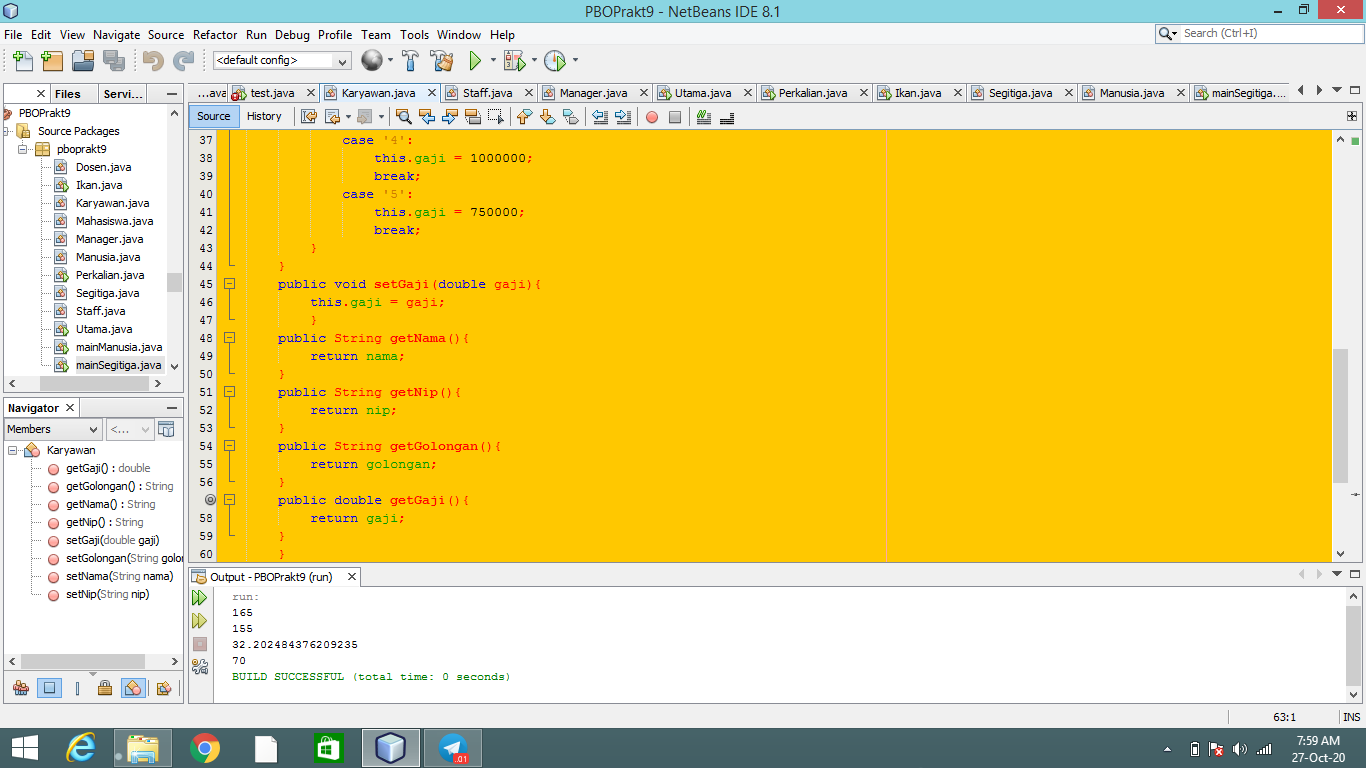 PBOPrakt9 - NetBeans IDE 8.1
File Edit View Navigate Source Refactor Run Debug Profile Team Tools Window Help
Search (Ctrl+I)
<default config>
Files Servi...
...ava test.java Karyawan.java Staff.java Manager.java Utama.java Perkalian.java Ikan.java Segitiga.java Manusia.java mainSegitiga....
Source History
PBOPrakt9
Source Packages
pboprakt9
Dosen.java
Ikan.java
Karyawan.java
Mahasiswa.java
Manager.java
Manusia.java
Perkalian.java
Segitiga.java
Staff.java
Utama.java
mainManusia.java
mainSegitiga.java
37 case '4':
38 this.gaji = 1000000;
39 break;
40 case '5':
41 this.gaji = 750000;
42 break;
43 }
44 }
45 public void setGaji(double gaji){
46 this.gaji = gaji;
47 }
48 public String getNama(){
49 return nama;
50 }
51 public String getNip(){
52 return nip;
53 }
54 public String getGolongan(){
55 return golongan;
56 }
public double getGaji(){
58 return gaji;
59 }
60 }
Navigator
Members
<...
Karyawan
getGaji() : double
getGolongan() : String
getNama() : String
getNip() : String
setGaji(double gaji)
setGolongan(String golo
setNama(String nama)
setNip(String nip)
Output - PBOPrakt9 (run)
run:
165
155
32.202484376209235
70
BUILD SUCCESSFUL (total time: 0 seconds)
63:1 INS
.01
7:59 AM
27-Oct-20